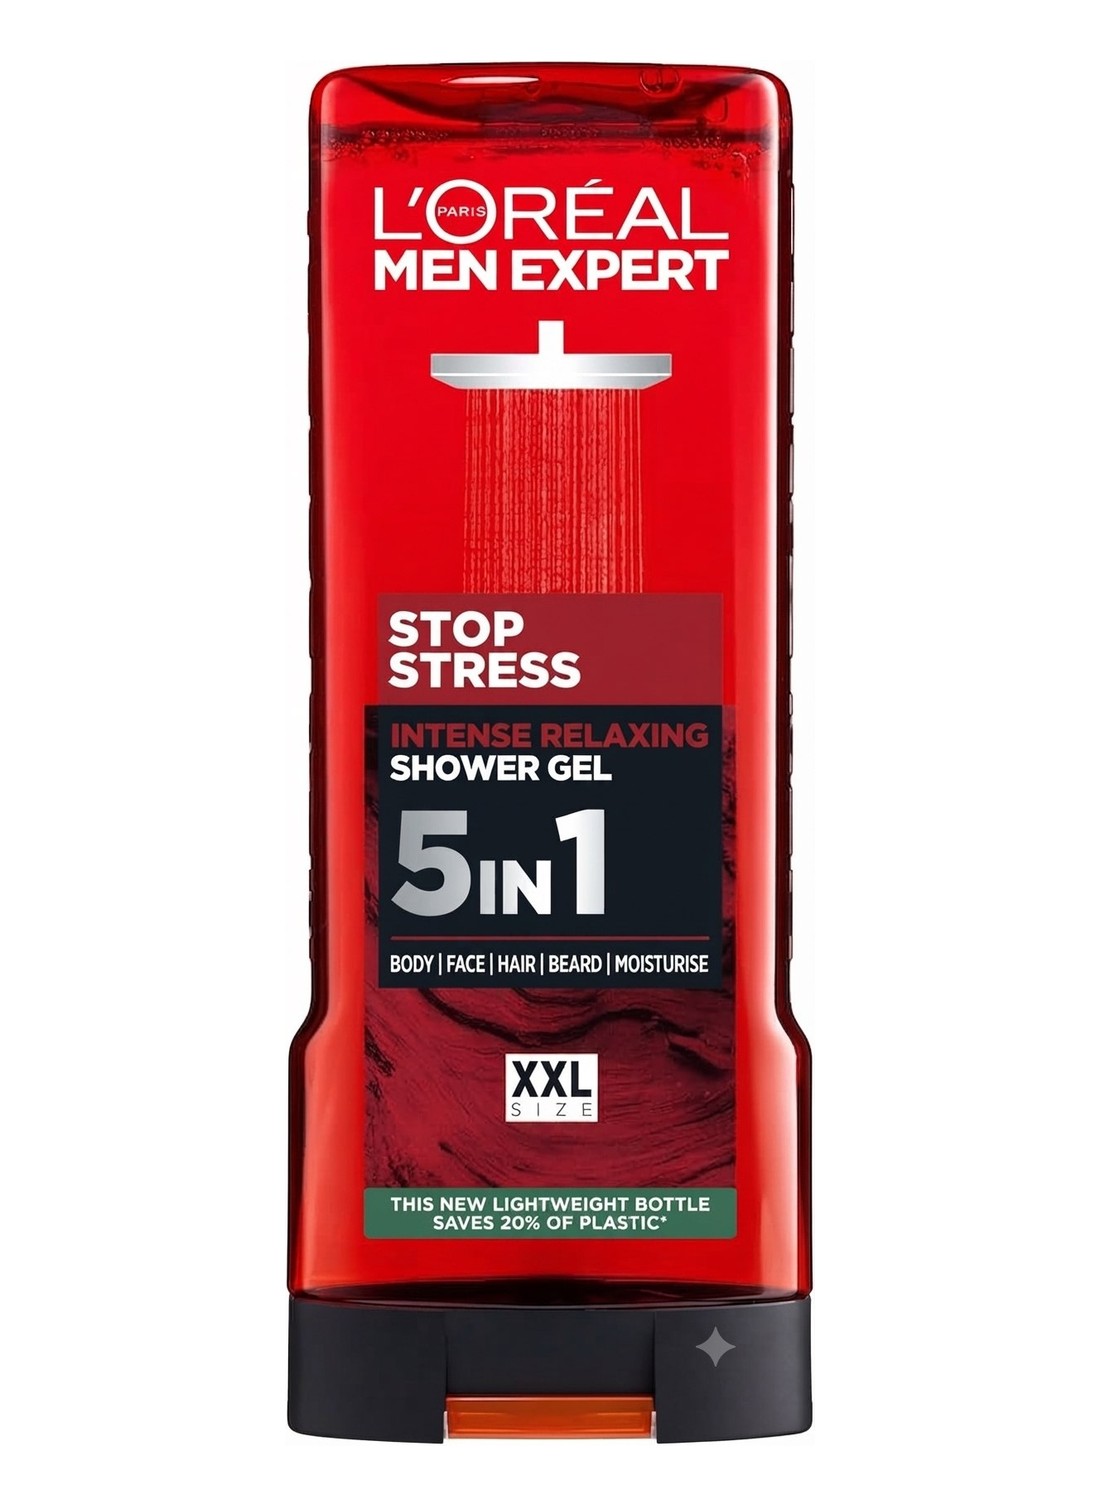 L'ORÉAL
PARIS
MEN EXPERT
STOP
STRESS
INTENSE RELAXING
SHOWER GEL
5 IN 1
BODY | FACE | HAIR | BEARD | MOISTURISE
XXL
SIZE
THIS NEW LIGHTWEIGHT BOTTLE
SAVES 20% OF PLASTIC*